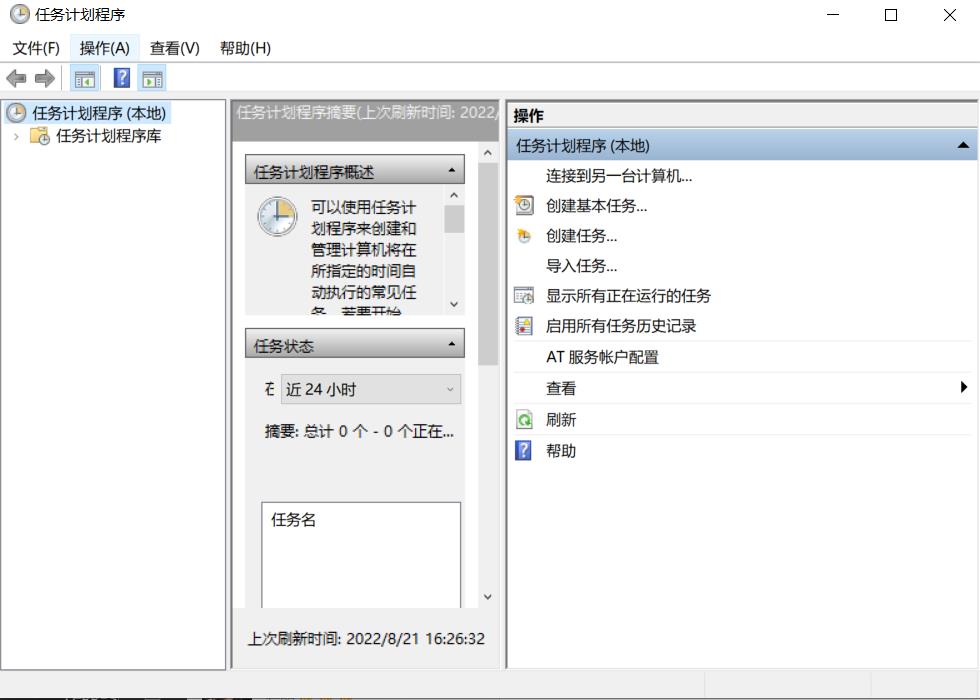 任务计划程序
文件(F) 操作(A) 查看(V) 帮助(H)
任务计划程序 (本地)
任务计划程序库
任务计划程序摘要(上次刷新时间: 2022/
任务计划程序概述
可以使用任务计
划程序来创建和
管理计算机将在
所指定的时间自
动执行的常见任
务。若要开始
任务状态
在 近 24 小时
摘要: 总计 0 个 - 0 个正在...
任务名
上次刷新时间: 2022/8/21 16:26:32
操作
任务计划程序 (本地)
连接到另一台计算机...
创建基本任务...
创建任务...
导入任务...
显示所有正在运行的任务
启用所有任务历史记录
AT 服务帐户配置
查看
刷新
帮助